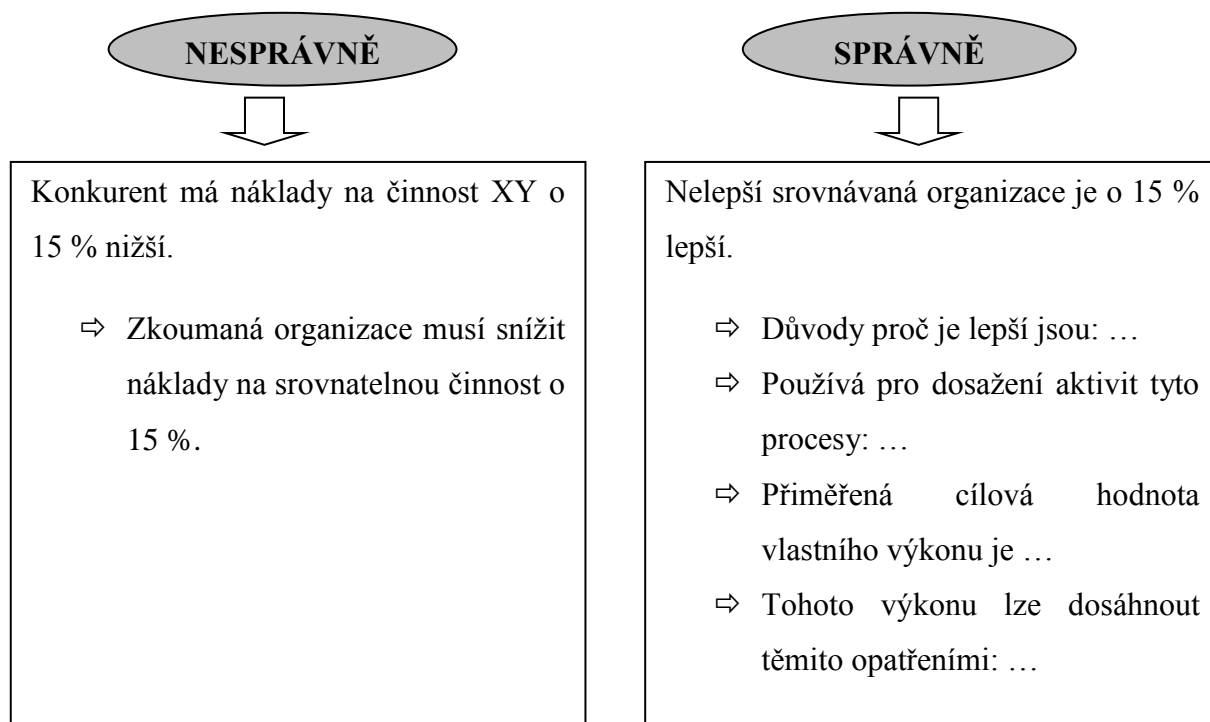 NESPRÁVNĚ
Konkurent má náklady na činnost XY o
15 % nižší.
⇨ Zkoumaná organizace musí snížit
náklady na srovnatelnou činnost o
15 %.
SPRÁVNĚ
Nelepší srovnávaná organizace je o 15 %
lepší.
⇨ Důvody proč je lepší jsou: …
⇨ Používá pro dosažení aktivit tyto
procesy: …
⇨ Přiměřená cílová hodnota
vlastního výkonu je …
⇨ Tohoto výkonu lze dosáhnout
těmito opatřeními: …